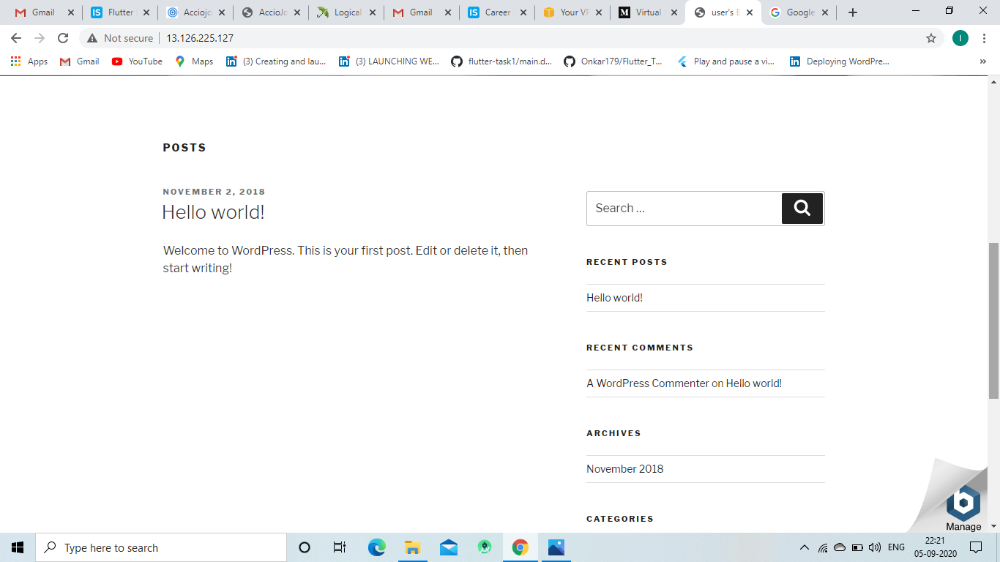 Gmail
Flutter
Acciojo
AccioJo
Logical
Gmail
Career
Your VP
Virtual
user's B
Google
Not secure
13.126.225.127
I
Apps
Gmail
YouTube
Maps
(3) Creating and lau...
(3) LAUNCHING WE...
flutter-task1/main.d...
Onkar179/Flutter_T...
Play and pause a vi...
Deploying WordPre...
»
POSTS
NOVEMBER 2, 2018
Hello world!
Welcome to WordPress. This is your first post. Edit or delete it, then
start writing!
Search …
RECENT POSTS
Hello world!
RECENT COMMENTS
A WordPress Commenter on Hello world!
ARCHIVES
November 2018
CATEGORIES
Manage
Type here to search
ENG
22:21
05-09-2020